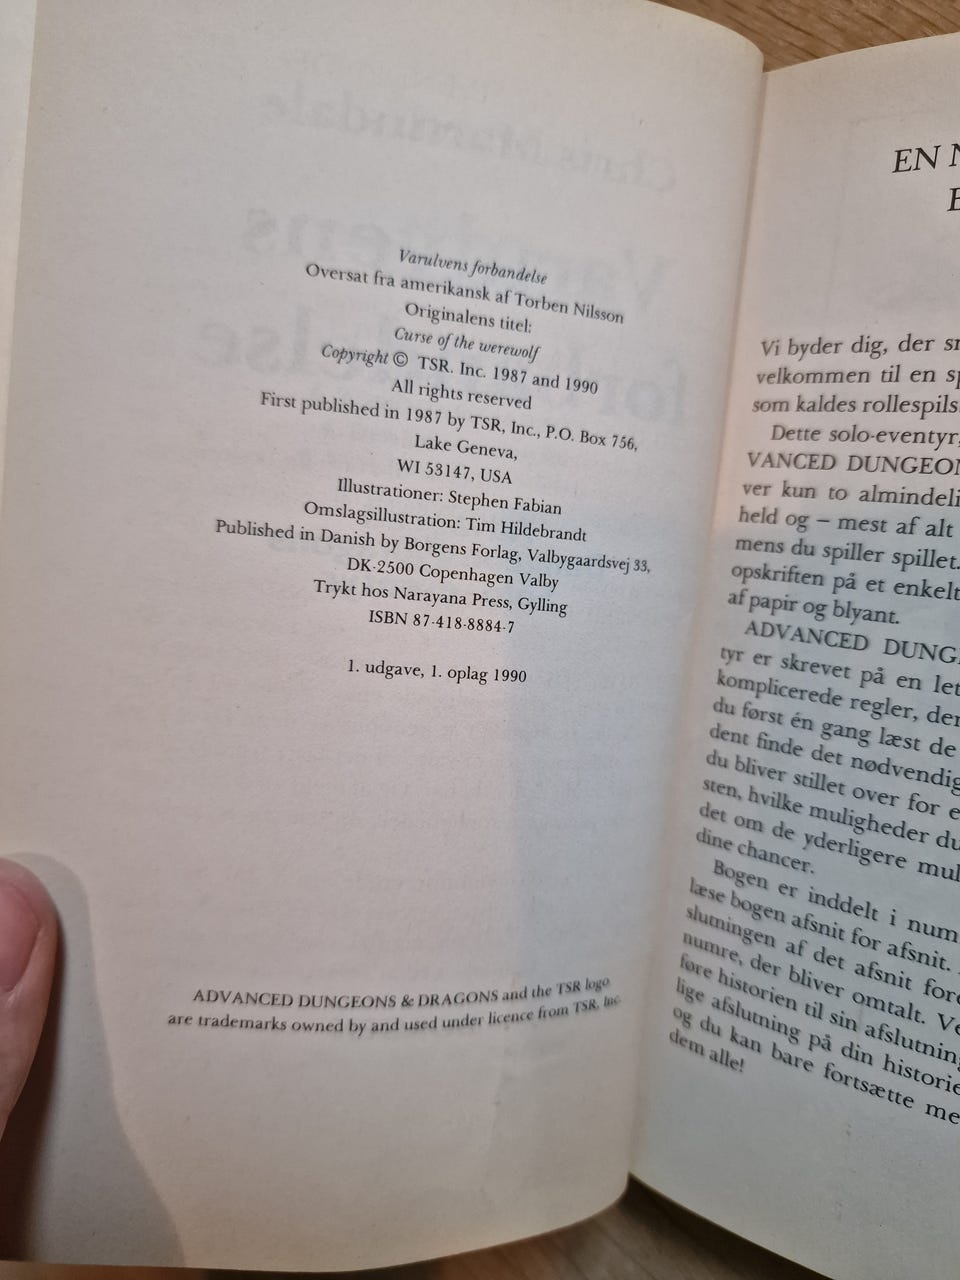 Varulvens forbandelse
Oversat fra amerikansk af Torben Nilsson
Originalens titel:
Curse of the werewolf
Copyright © TSR. Inc. 1987 and 1990
All rights reserved
First published in 1987 by TSR, Inc., P.O. Box 756,
Lake Geneva,
WI 53147, USA
Illustrationer: Stephen Fabian
Omslagsillustration: Tim Hildebrandt
Published in Danish by Borgens Forlag, Valbygaardsvej 33,
DK-2500 Copenhagen Valby
Trykt hos Narayana Press, Gylling
ISBN 87-418-8884-7
1. udgave, 1. oplag 1990
ADVANCED DUNGEONS & DRAGONS and the TSR logo
are trademarks owned by and used under licence from TSR. Inc.
EN
Vi byder dig, der
velkommen til en
som kaldes rollespils
Dette solo-eventyr,
VANCED DUNGEON
ver kun to almindeli
held og – mest af alt
mens du spiller spillet.
opskriften på et enkelt
af papir og blyant.
ADVANCED DUNG
tyr er skrevet på en let
komplicerede regler, der
du først én gang læst de
dent finde det nødvendig
du bliver stillet over for e
sten, hvilke muligheder du
det om de yderligere mul
dine chancer.
Bogen er inddelt i num
læse bogen afsnit for afsnit.
slutningen af det afsnit for
numre, der bliver omtalt. Ve
føre historien til sin afslutning
lige afslutning på din historie
og du kan bare fortsætte me
dem alle!